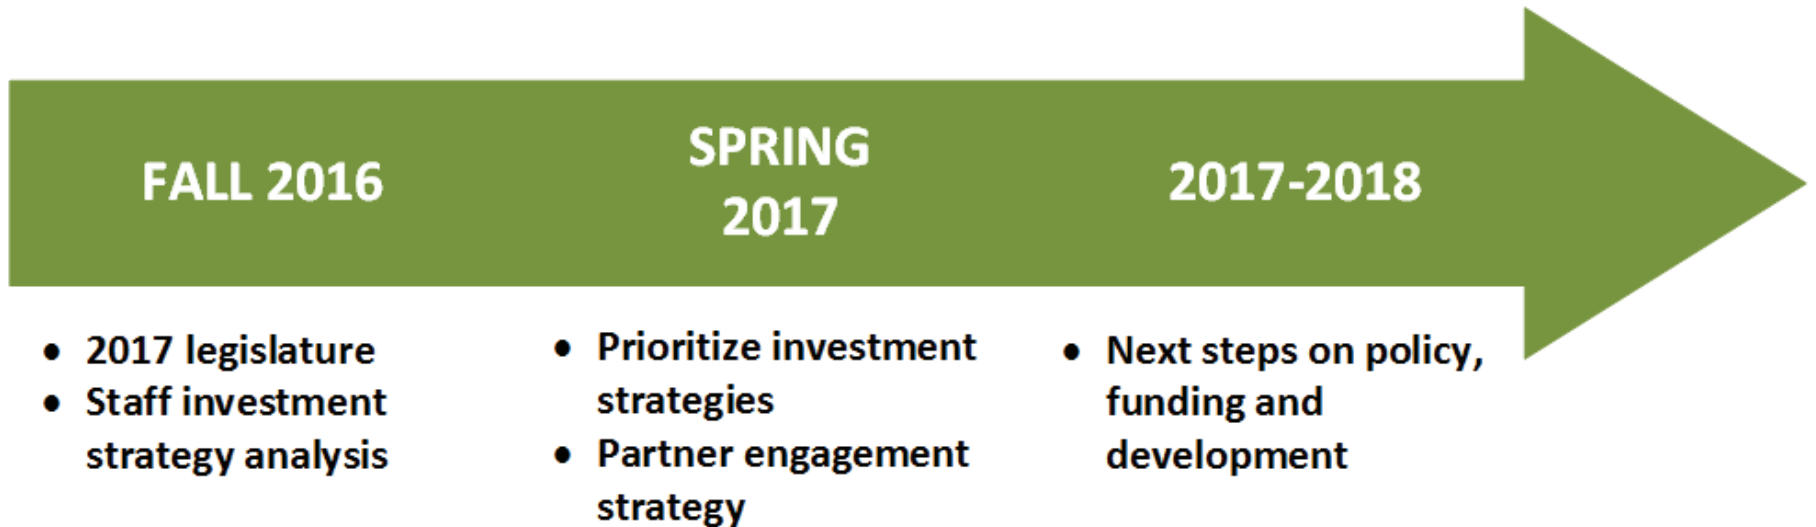 FALL 2016
SPRING
2017
2017-2018
• 2017 legislature
• Staff investment
strategy analysis
• Prioritize investment
strategies
• Partner engagement
strategy
• Next steps on policy,
funding and
development